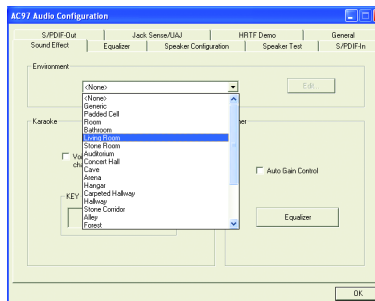 AC97 Audio Configuration
S/PDIF-Out
Jack Sense/UAJ
HRTF Demo
General
Sound Effect
Equalizer
Speaker Configuration
Speaker Test
S/PDIF-In
Environment
<None>
Edit...
<None>
Generic
Padded Cell
Room
Bathroom
Living Room
Stone Room
Auditorium
Concert Hall
Cave
Arena
Hangar
Carpeted Hallway
Hallway
Stone Corridor
Alley
Forest
Karaoke
KEY
Auto Gain Control
Equalizer
OK